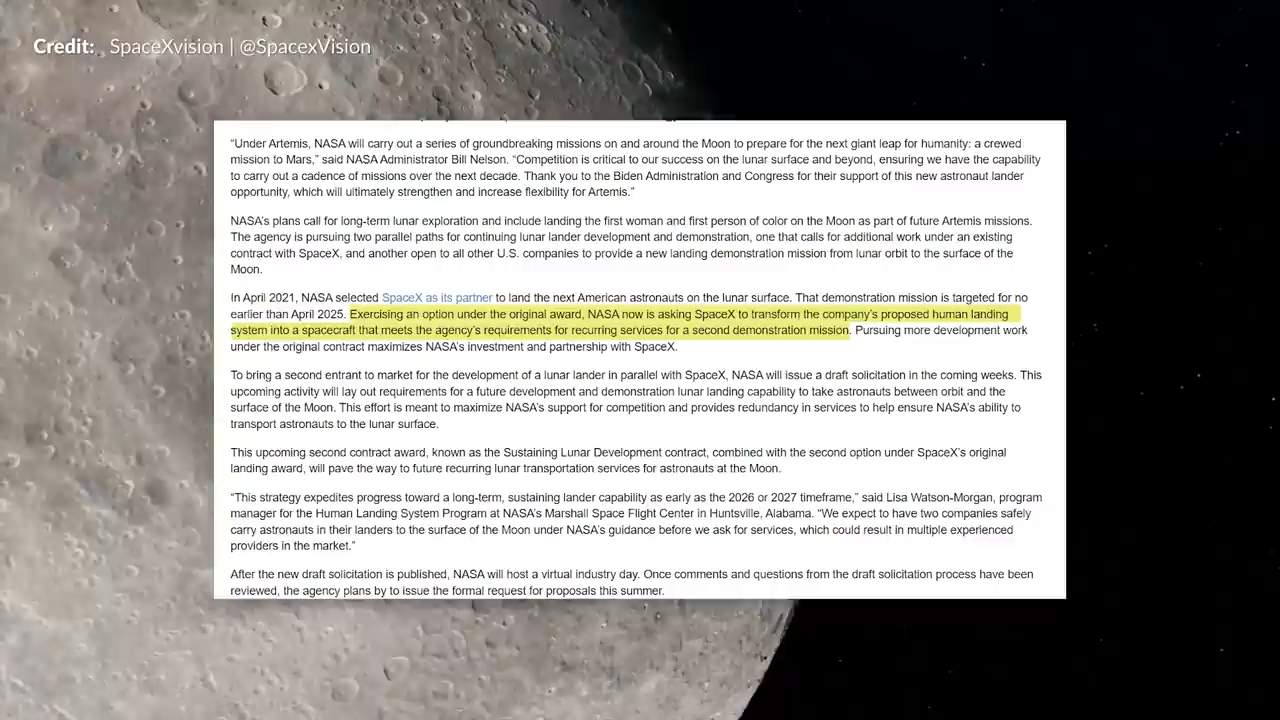 Credit: SpaceXvision | @SpacexVision
“Under Artemis, NASA will carry out a series of groundbreaking missions on and around the Moon to prepare for the next giant leap for humanity: a crewed
mission to Mars,” said NASA Administrator Bill Nelson. “Competition is critical to our success on the lunar surface and beyond, ensuring we have the capability
to carry out a cadence of missions over the next decade. Thank you to the Biden Administration and Congress for their support of this new astronaut lander
opportunity, which will ultimately strengthen and increase flexibility for Artemis.”
NASA’s plans call for long-term lunar exploration and include landing the first woman and first person of color on the Moon as part of future Artemis missions.
The agency is pursuing two parallel paths for continuing lunar lander development and demonstration, one that calls for additional work under an existing
contract with SpaceX, and another open to all other U.S. companies to provide a new landing demonstration mission from lunar orbit to the surface of the
Moon.
In April 2021, NASA selected SpaceX as its partner to land the next American astronauts on the lunar surface. That demonstration mission is targeted for no
earlier than April 2025. Exercising an option under the original award, NASA now is asking SpaceX to transform the company’s proposed human landing
system into a spacecraft that meets the agency’s requirements for recurring services for a second demonstration mission. Pursuing more development work
under the original contract maximizes NASA’s investment and partnership with SpaceX.
To bring a second entrant to market for the development of a lunar lander in parallel with SpaceX, NASA will issue a draft solicitation in the coming weeks. This
upcoming activity will lay out requirements for a future development and demonstration lunar landing capability to take astronauts between orbit and the
surface of the Moon. This effort is meant to maximize NASA’s support for competition and provides redundancy in services to help ensure NASA’s ability to
transport astronauts to the lunar surface.
This upcoming second contract award, known as the Sustaining Lunar Development contract, combined with the second option under SpaceX’s original
landing award, will pave the way to future recurring lunar transportation services for astronauts at the Moon.
“This strategy expedites progress toward a long-term, sustaining lander capability as early as the 2026 or 2027 timeframe,” said Lisa Watson-Morgan, program
manager for the Human Landing System Program at NASA’s Marshall Space Flight Center in Huntsville, Alabama. “We expect to have two companies safely
carry astronauts in their landers to the surface of the Moon under NASA’s guidance before we ask for services, which could result in multiple experienced
providers in the market.”
After the new draft solicitation is published, NASA will host a virtual industry day. Once comments and questions from the draft solicitation process have been
reviewed, the agency plans by to issue the formal request for proposals this summer.